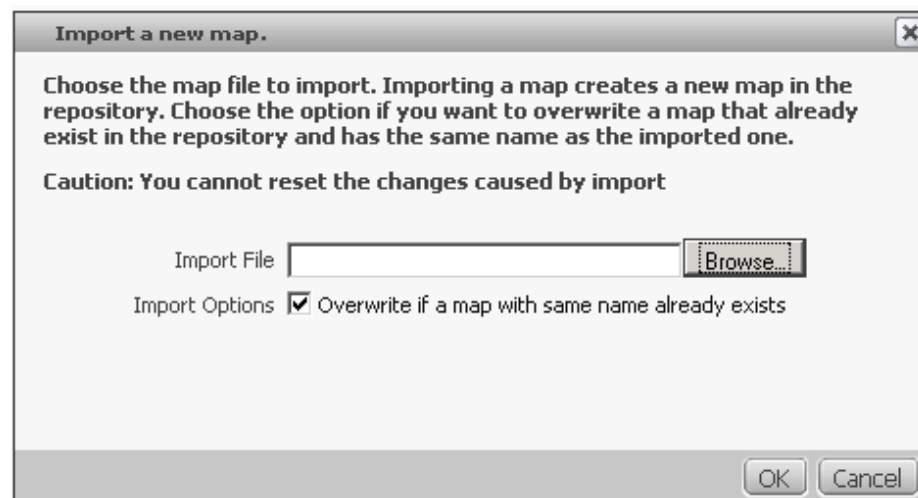 Import a new map.
Choose the map file to import. Importing a map creates a new map in the
repository. Choose the option if you want to overwrite a map that already
exist in the repository and has the same name as the imported one.
Caution: You cannot reset the changes caused by import
Import File Browse...
Import Options Overwrite if a map with same name already exists
OK Cancel